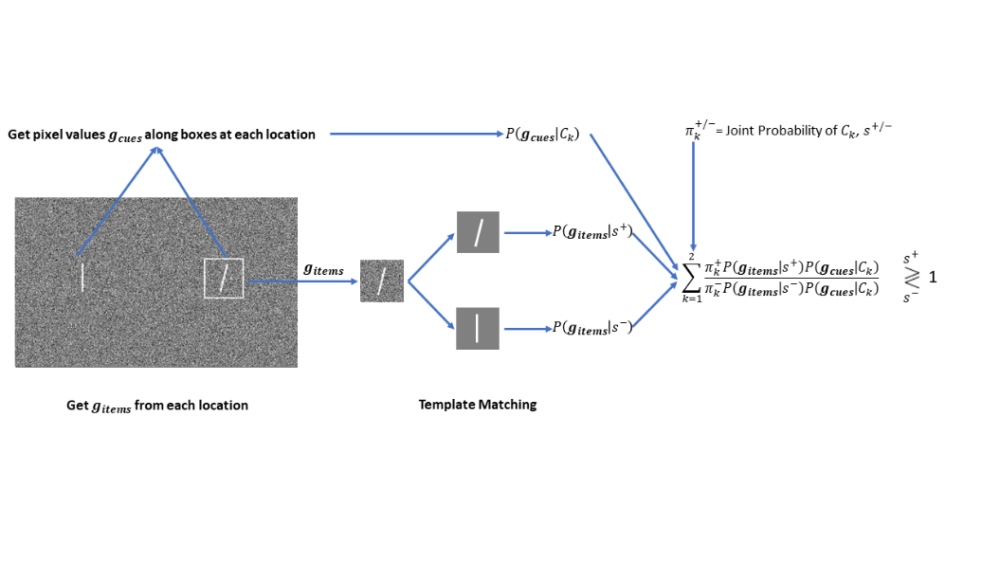 Get pixel values g_cues along boxes at each location
P(g_cues|C_k)
π_k^{+/−} = Joint Probability of C_k, s^{+/−}
P(g_items|s^+)
g_items
∑_{k=1}^{2} \frac{π_k^+ P(g_items|s^+)P(g_cues|C_k)}{π_k^− P(g_items|s^−)P(g_cues|C_k)} s^+ ≷ s^− 1
P(g_items|s^−)
Get g_items from each location
Template Matching